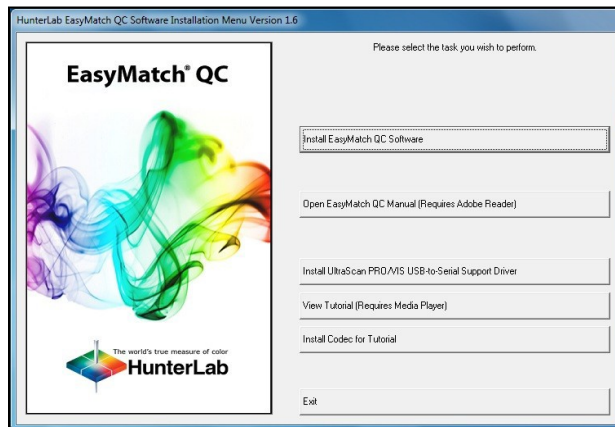 HunterLab EasyMatch QC Software Installation Menu Version 1.6
Please select the task you wish to perform.
EasyMatch® QC
Install EasyMatch QC Software
Open EasyMatch QC Manual (Requires Adobe Reader)
Install UltraScan PRO/VIS USB-to-Serial Support Driver
View Tutorial (Requires Media Player)
Install Codec for Tutorial
The world's true measure of color
HunterLab
Exit